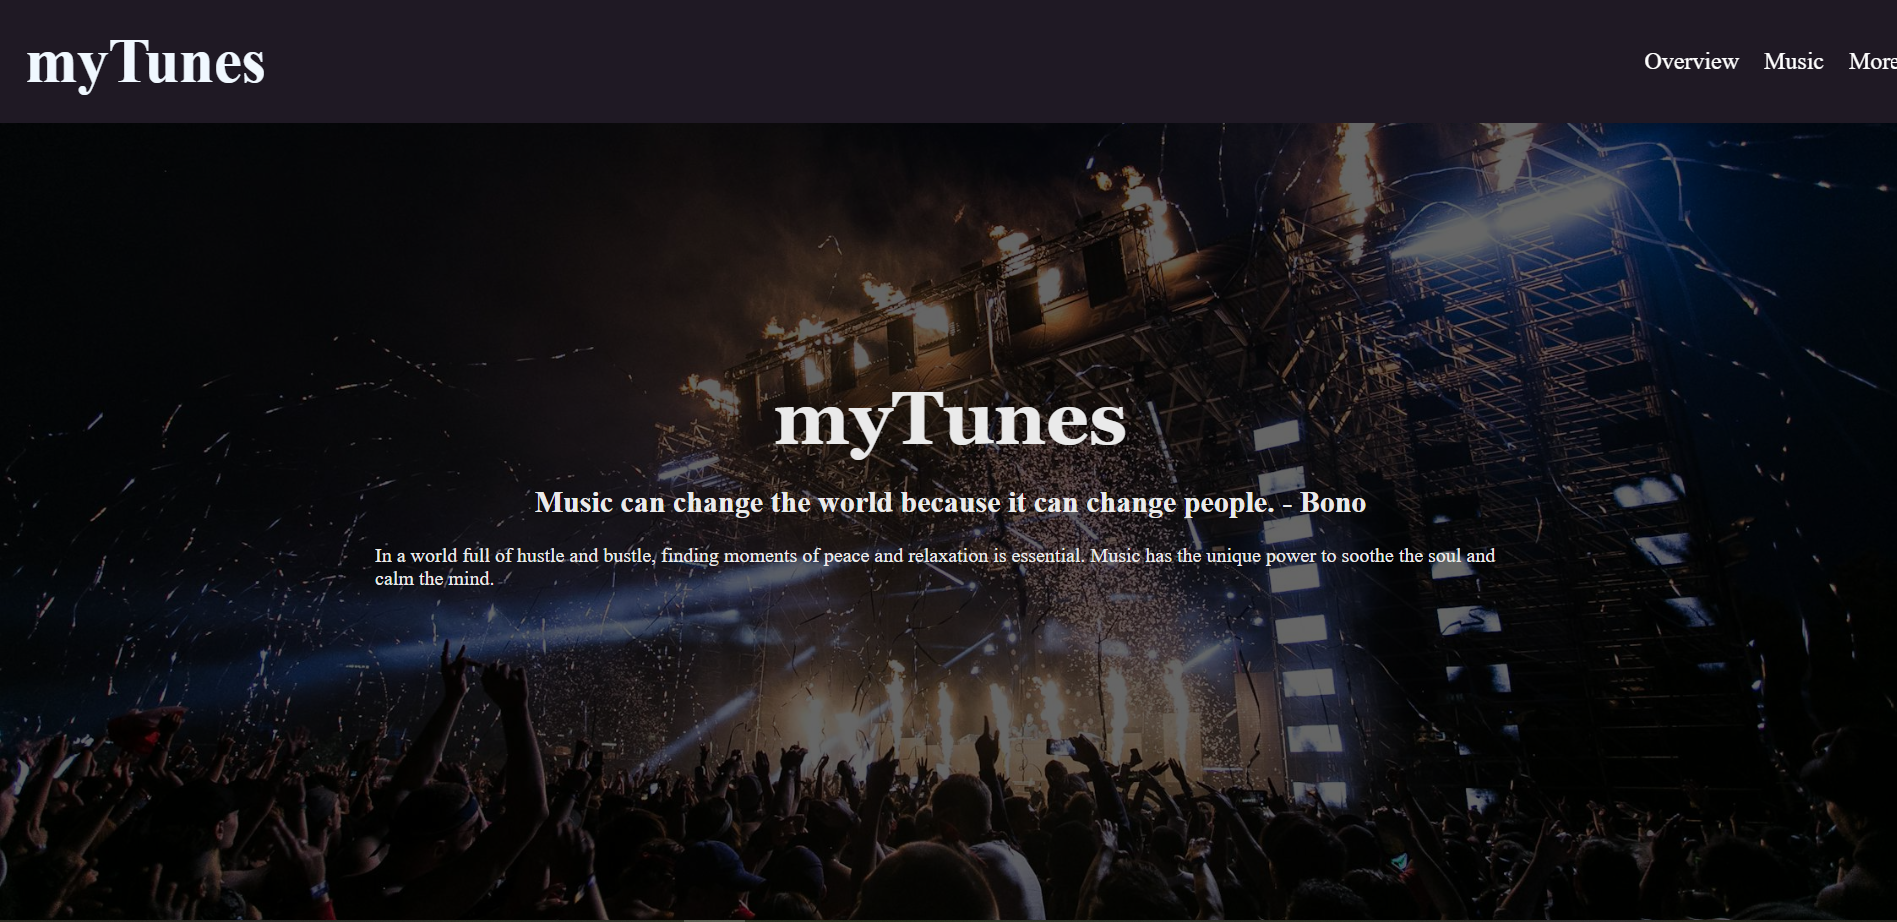 myTunes
Overview Music More
myTunes
Music can change the world because it can change people. - Bono
In a world full of hustle and bustle, finding moments of peace and relaxation is essential. Music has the unique power to soothe the soul and
calm the mind.